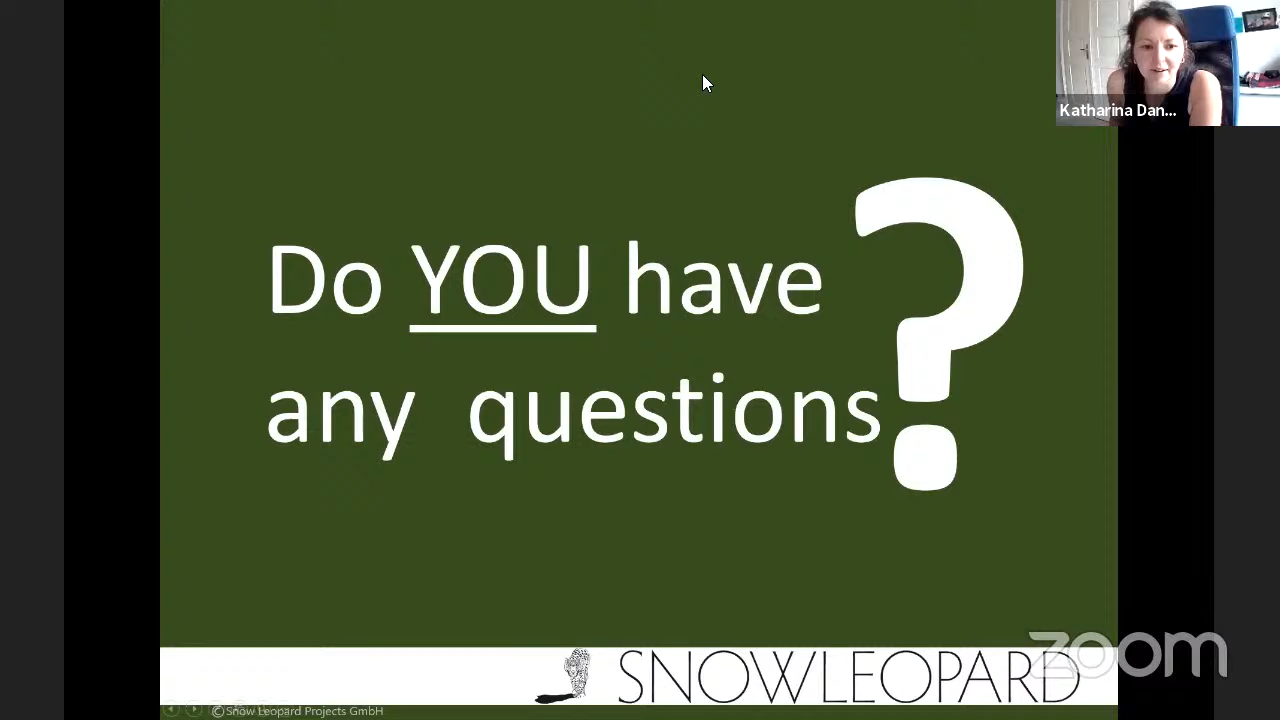 Katharina Dan...
Do YOU have
any questions
?
SNOWLEOPARD
zoom
©Snow Leopard Projects GmbH